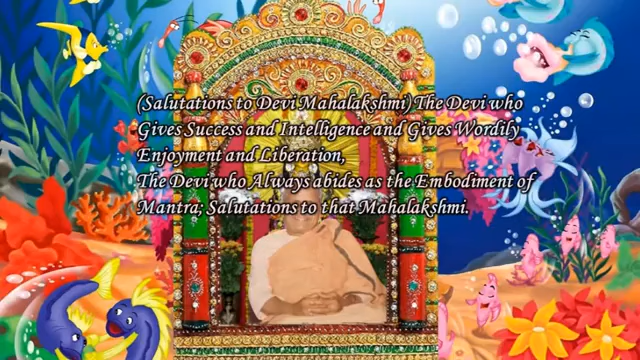 (Salutations to Devi Mahalakshmi) The Devi who
Gives Success and Intelligence and Gives Wordily
Enjoyment and Liberation,
The Devi who Always abides as the Embodiment of
Mantra, Salutations to that Mahalakshmi.